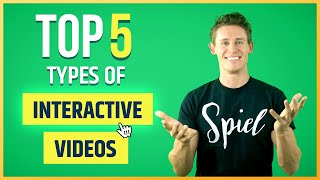 TOP 5
TYPES OF
INTERACTIVE
VIDEOS
Spiel